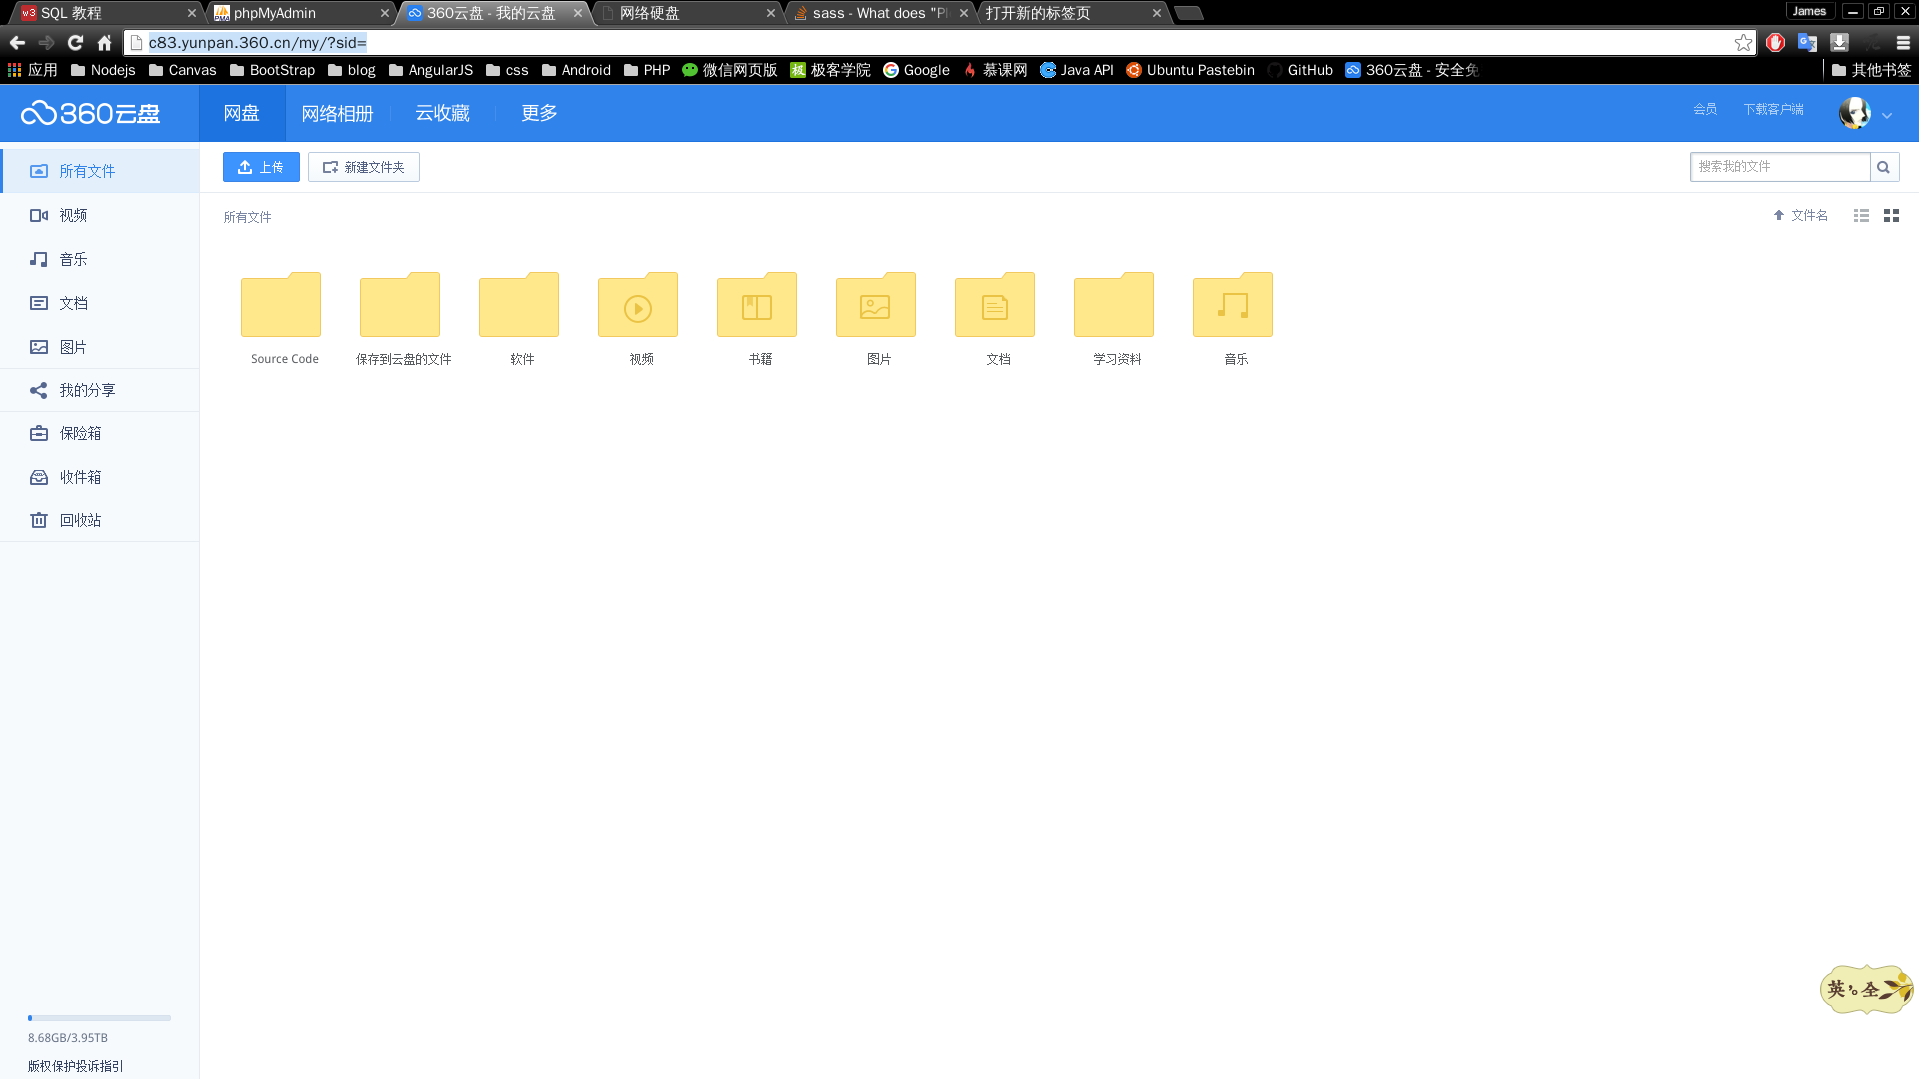 SQL 教程
phpMyAdmin
360云盘 - 我的云盘
网络硬盘
sass - What does "Pl
打开新的标签页
James
c83.yunpan.360.cn/my/?sid=
应用
Nodejs
Canvas
BootStrap
blog
AngularJS
css
Android
PHP
微信网页版
极客学院
Google
慕课网
Java API
Ubuntu Pastebin
GitHub
360云盘 - 安全免
其他书签
360云盘
网盘
网络相册
云收藏
更多
会员
下载客户端
所有文件
视频
音乐
文档
图片
我的分享
保险箱
收件箱
回收站
上传
新建文件夹
搜索我的文件
所有文件
文件名
Source Code
保存到云盘的文件
软件
视频
书籍
图片
文档
学习资料
音乐
英 全
8.68GB/3.95TB
版权保护投诉指引